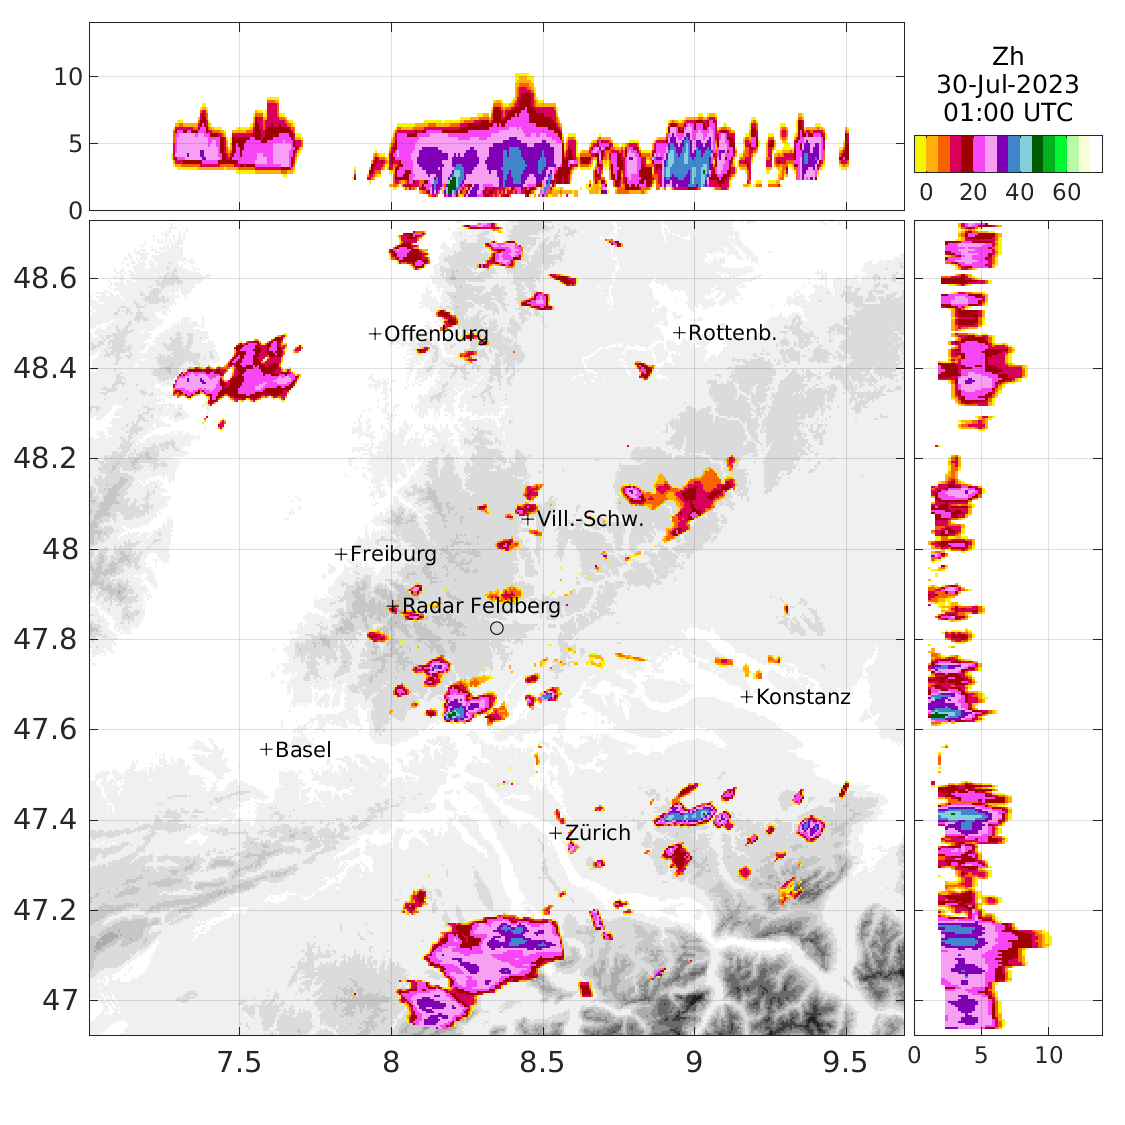 10
5
0
Zh
30-Jul-2023
01:00 UTC
0 20 40 60
48.6
48.4
48.2
48
47.8
47.6
47.4
47.2
47
+Offenburg
+Rottenb.
+Vill.-Schw.
+Freiburg
+Radar Feldberg
+Konstanz
+Basel
+Zürich
7.5 8 8.5 9 9.5
0 5 10